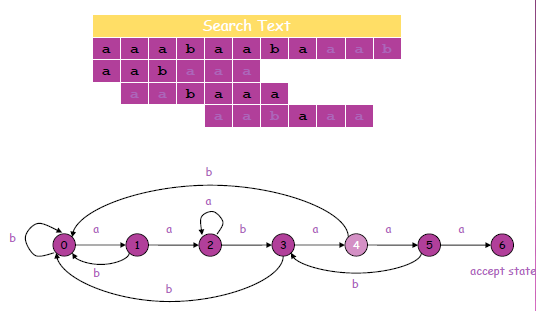 Search Text
a a a b a a b a a a b
a a b a a a
a a b a a a
a a b a a a
b
a
b a a b a a a
0 1 2 3 4 5 6
b b
accept state
b